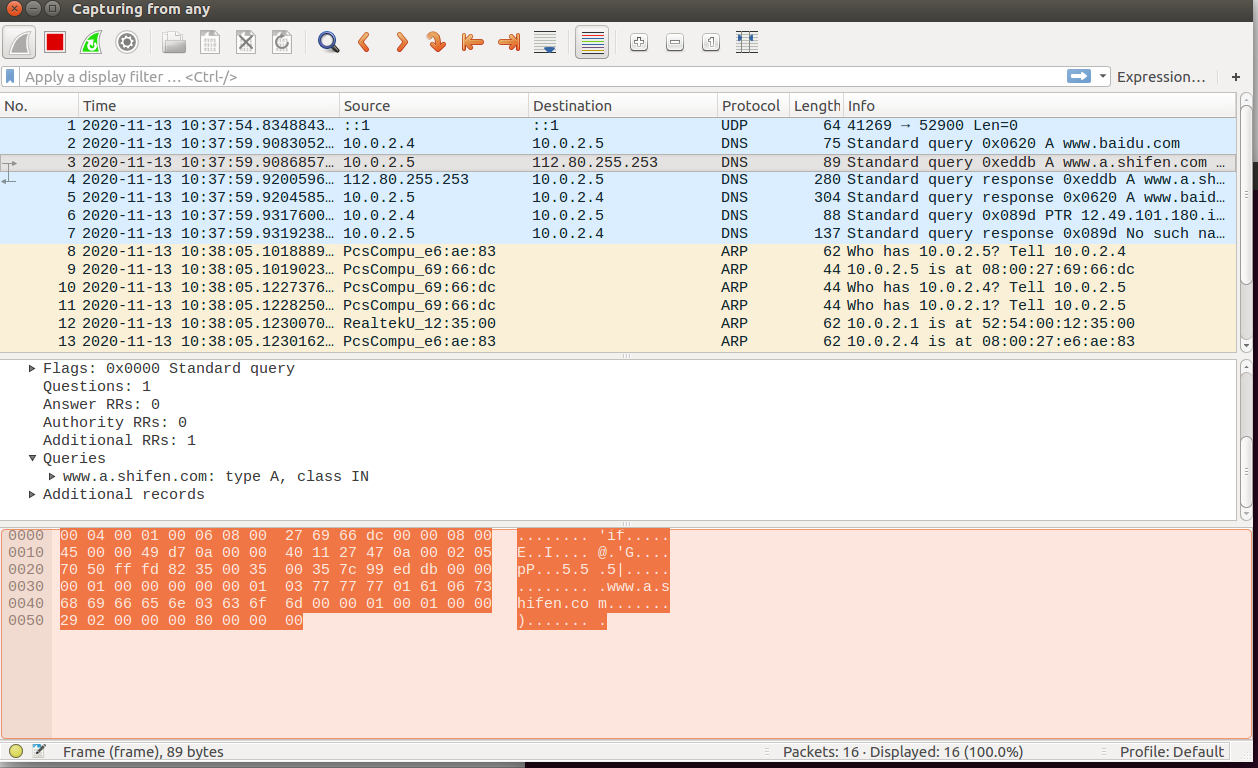 Capturing from any
Apply a display filter … <Ctrl-/>
Expression…
+
No. Time Source Destination Protocol Length Info
1 2020-11-13 10:37:54.8348843… ::1 ::1 UDP 64 41269 → 52900 Len=0
2 2020-11-13 10:37:59.9083052… 10.0.2.4 10.0.2.5 DNS 75 Standard query 0x0620 A www.baidu.com
3 2020-11-13 10:37:59.9086857… 10.0.2.5 112.80.255.253 DNS 89 Standard query 0xeddb A www.a.shifen.com …
4 2020-11-13 10:37:59.9200596… 112.80.255.253 10.0.2.5 DNS 280 Standard query response 0xeddb A www.a.sh…
5 2020-11-13 10:37:59.9204585… 10.0.2.5 10.0.2.4 DNS 304 Standard query response 0x0620 A www.baid…
6 2020-11-13 10:37:59.9317600… 10.0.2.4 10.0.2.5 DNS 88 Standard query 0x089d PTR 12.49.101.180.i…
7 2020-11-13 10:37:59.9319238… 10.0.2.5 10.0.2.4 DNS 137 Standard query response 0x089d No such na…
8 2020-11-13 10:38:05.1018889… PcsCompu_e6:ae:83 ARP 62 Who has 10.0.2.5? Tell 10.0.2.4
9 2020-11-13 10:38:05.1019023… PcsCompu_69:66:dc ARP 44 10.0.2.5 is at 08:00:27:69:66:dc
10 2020-11-13 10:38:05.1227376… PcsCompu_69:66:dc ARP 44 Who has 10.0.2.4? Tell 10.0.2.5
11 2020-11-13 10:38:05.1228250… PcsCompu_69:66:dc ARP 44 Who has 10.0.2.1? Tell 10.0.2.5
12 2020-11-13 10:38:05.1230070… RealtekU_12:35:00 ARP 62 10.0.2.1 is at 52:54:00:12:35:00
13 2020-11-13 10:38:05.1230162… PcsCompu_e6:ae:83 ARP 62 10.0.2.4 is at 08:00:27:e6:ae:83
Flags: 0x0000 Standard query
Questions: 1
Answer RRs: 0
Authority RRs: 0
Additional RRs: 1
Queries
www.a.shifen.com: type A, class IN
Additional records
0000 00 04 00 01 00 06 08 00 27 69 66 dc 00 00 08 00 ........ 'if.....
0010 45 00 00 49 d7 0a 00 00 40 11 27 47 0a 00 02 05 E..I.... @.'G....
0020 70 50 ff fd 82 35 00 35 00 35 7c 99 ed db 00 00 pP...5.5 .5|.....
0030 00 01 00 00 00 00 00 01 03 77 77 77 01 61 06 73 ........ .www.a.s
0040 68 69 66 65 6e 03 63 6f 6d 00 00 01 00 01 00 00 hifen.co m.......
0050 29 02 00 00 00 80 00 00 00 )....... .
Frame (frame), 89 bytes
Packets: 16 · Displayed: 16 (100.0%)
Profile: Default